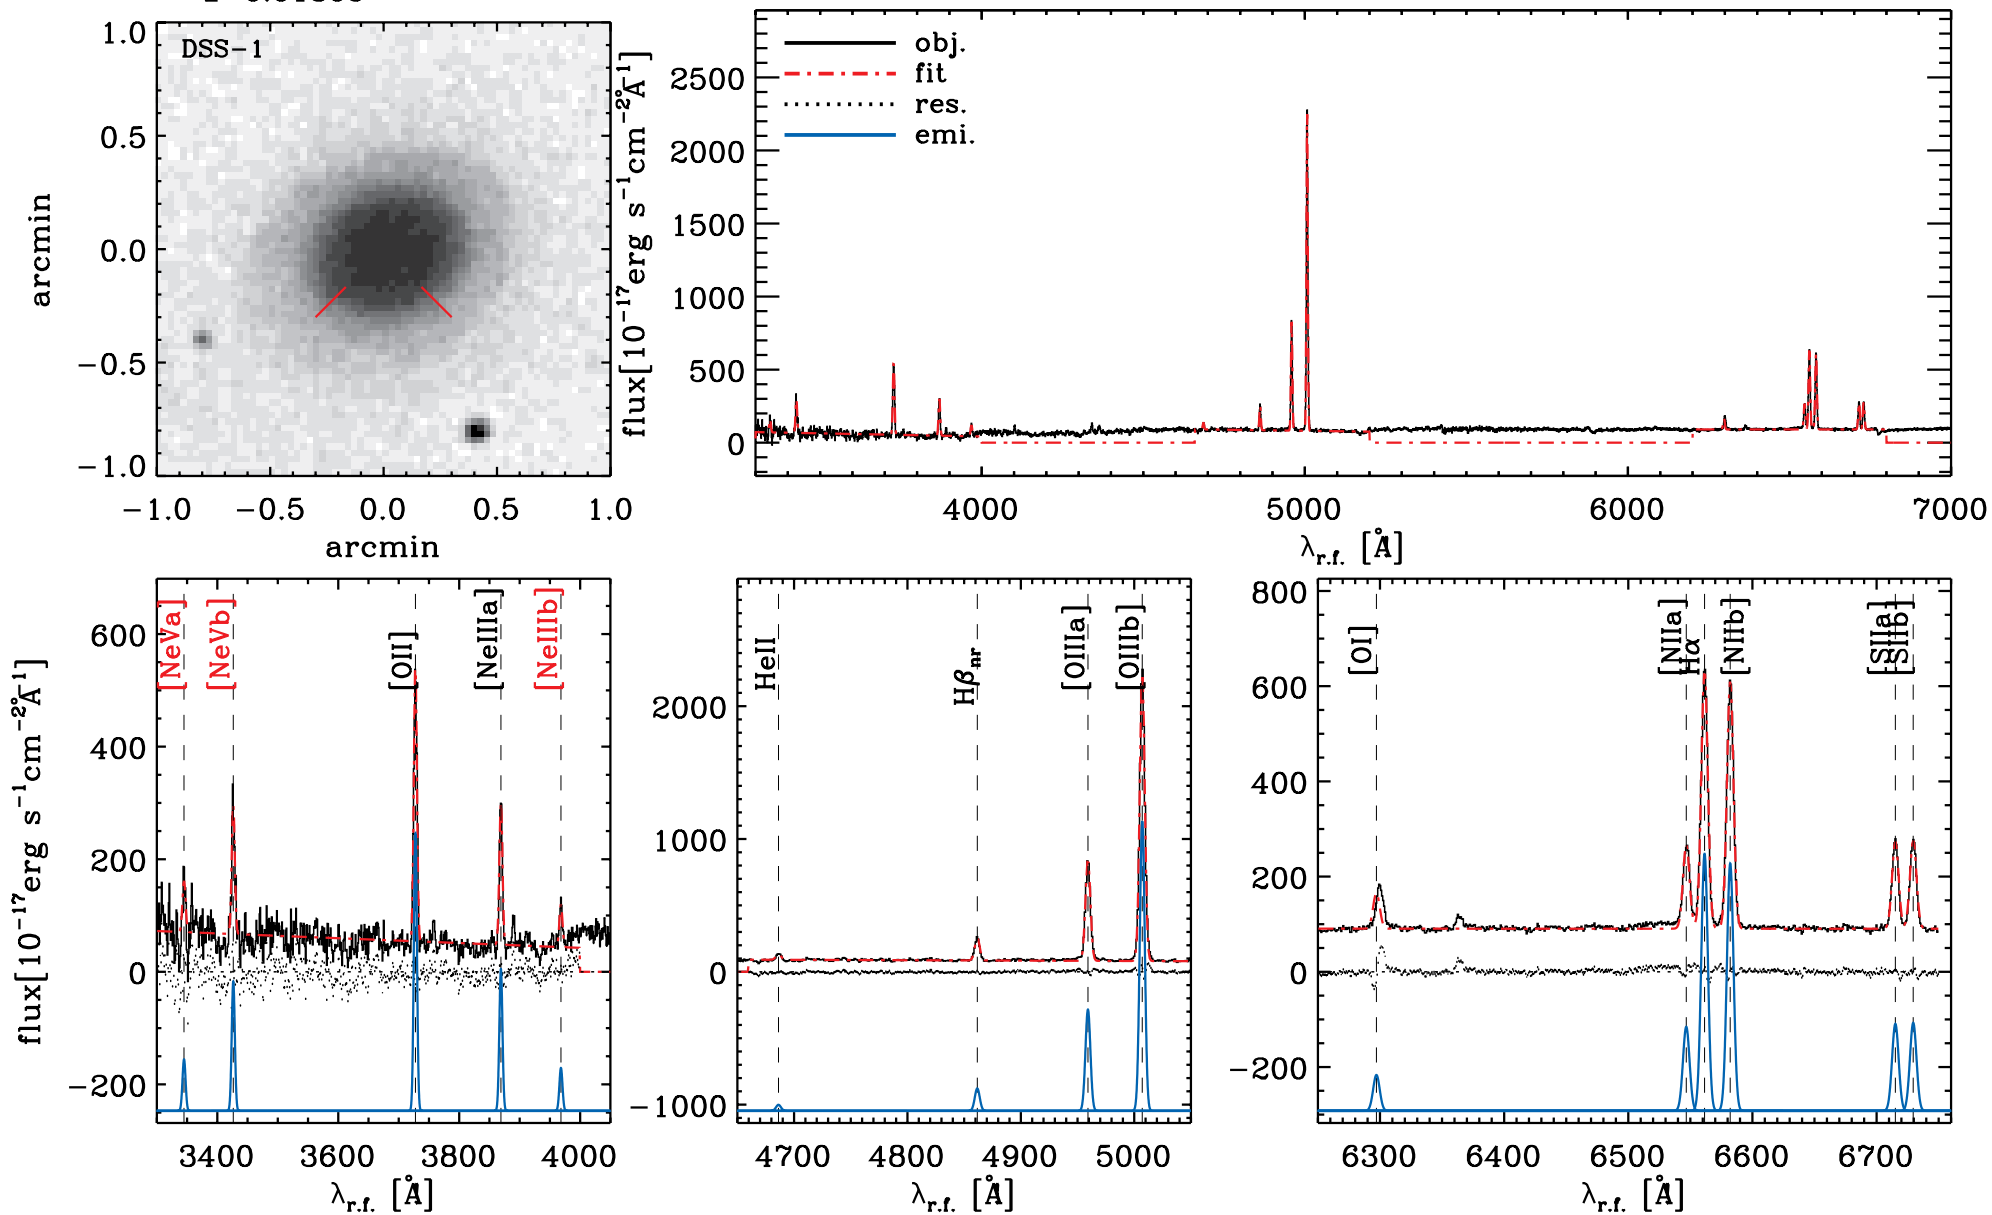 DSS-1
1.0
0.5
0.0
-0.5
-1.0
arcmin
-1.0 -0.5 0.0 0.5 1.0
arcmin
flux[10⁻¹⁷erg s⁻¹cm⁻²Å⁻¹]
2500
2000
1500
1000
500
0
obj.
fit
res.
emi.
4000 5000 6000 7000
λr.f. [Å]
flux[10⁻¹⁷erg s⁻¹cm⁻²Å⁻¹]
600
400
200
0
-200
[NeVa] [NeVb] [OII] [NeIIIa] [NeIIIb]
3400 3600 3800 4000
λr.f. [Å]
2000
1000
0
-1000
HeII Hβnr [OIIIa] [OIIIb]
4700 4800 4900 5000
λr.f. [Å]
800
600
400
200
0
-200
[OI] [NIIa] Hα [NIIb] [SIIa] SIIb]
6300 6400 6500 6600 6700
λr.f. [Å]